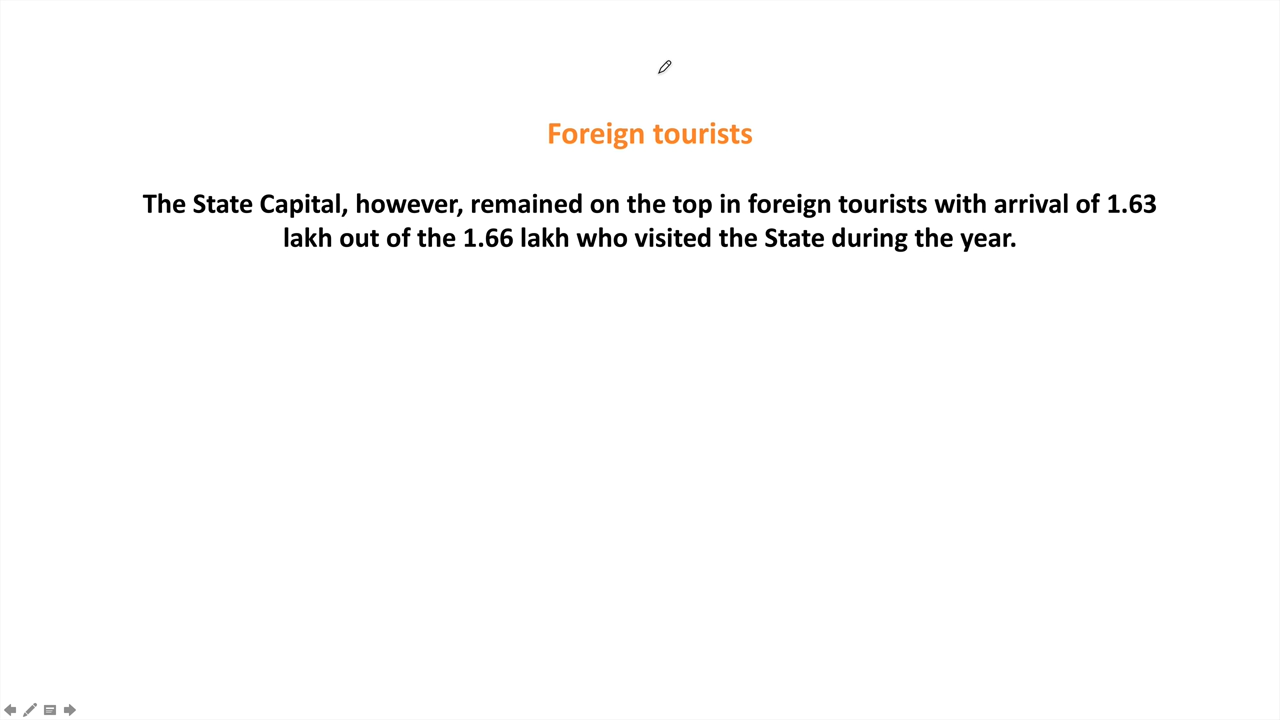 Foreign tourists
The State Capital, however, remained on the top in foreign tourists with arrival of 1.63
lakh out of the 1.66 lakh who visited the State during the year.